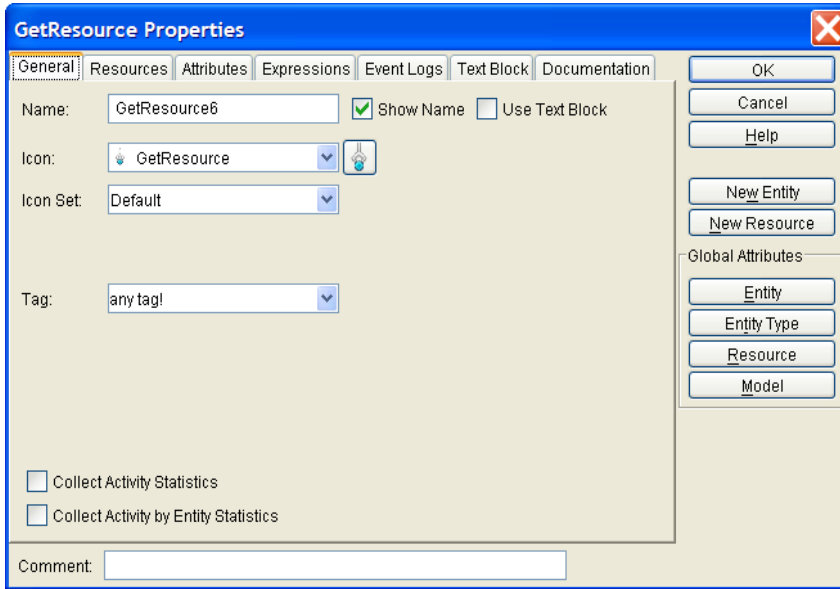 GetResource Properties
General Resources Attributes Expressions Event Logs Text Block Documentation
OK
Name: GetResource6 Show Name Use Text Block
Cancel
Help
Icon: GetResource
New Entity
Icon Set: Default
New Resource
Global Attributes
Tag: any tag!
Entity
Entity Type
Resource
Model
Collect Activity Statistics
Collect Activity by Entity Statistics
Comment: